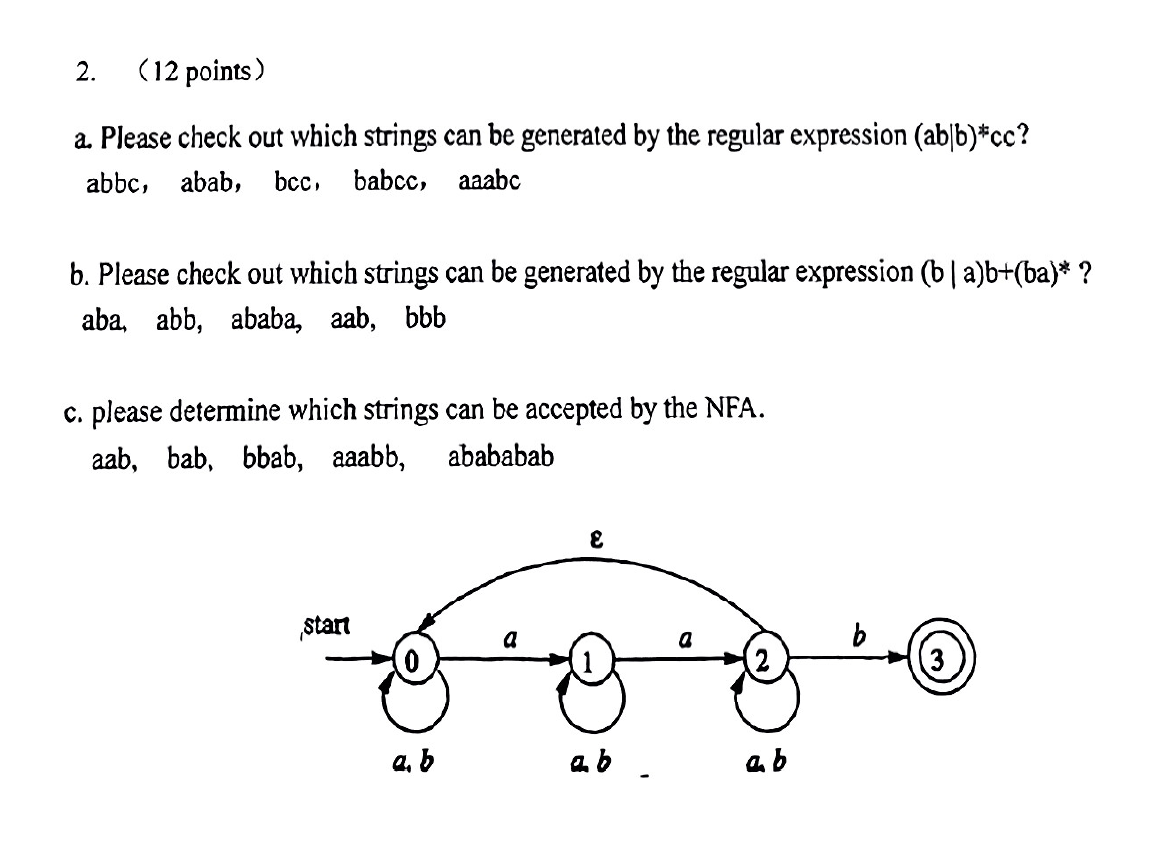 2. （12 points）
a. Please check out which strings can be generated by the regular expression (ab|b)*cc?
abbc, abab, bcc, babcc, aaabc
b. Please check out which strings can be generated by the regular expression (b | a)b+(ba)* ?
aba, abb, ababa, aab, bbb
c. please determine which strings can be accepted by the NFA.
aab, bab, bbab, aaabb, abababab
ε
start
a a b
0 1 2 3
a, b a, b a, b